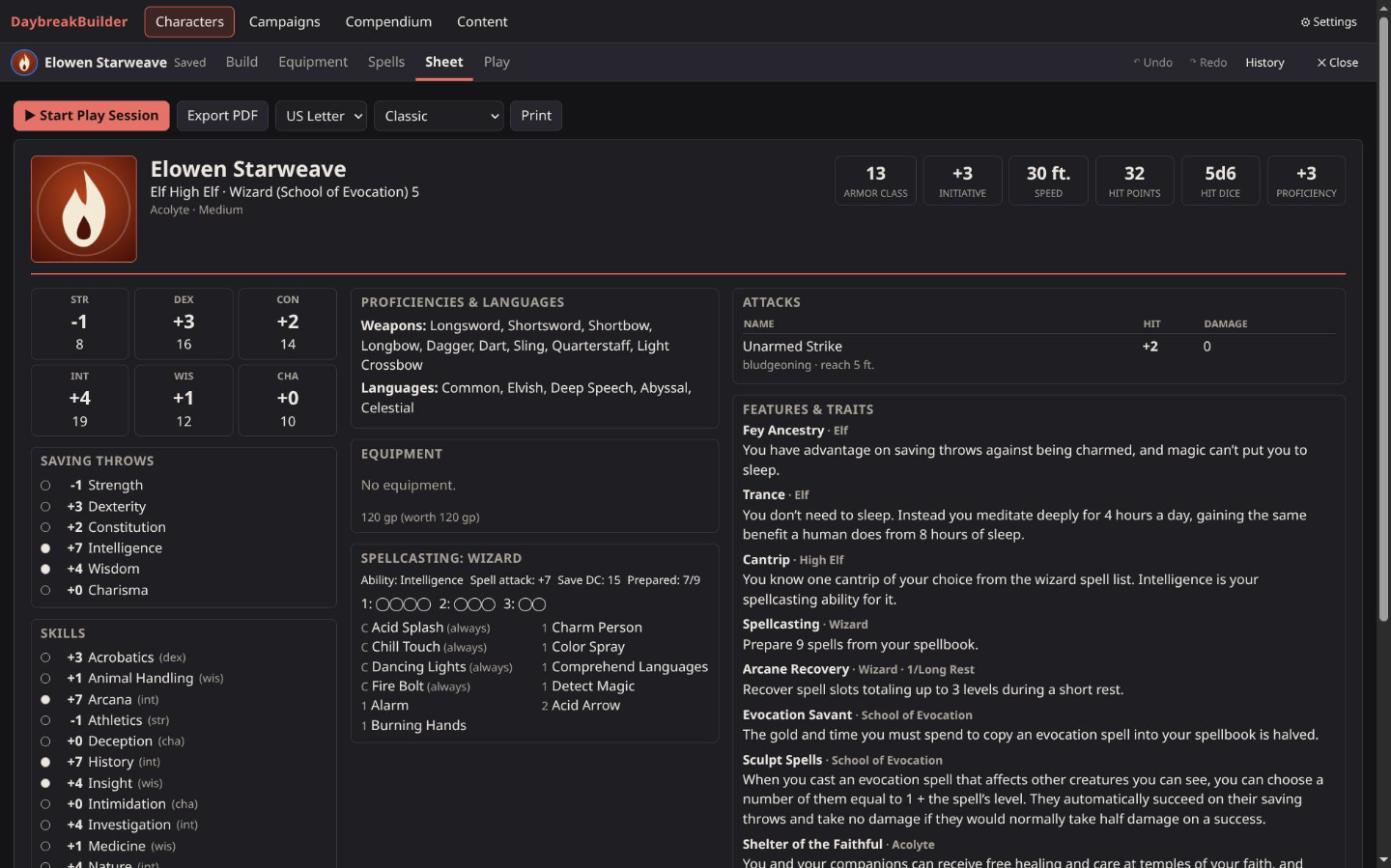 DaybreakBuilder Characters Campaigns Compendium Content Settings
Elowen Starweave Saved Build Equipment Spells Sheet Play Undo Redo History Close
Start Play Session Export PDF US Letter Classic Print
Elowen Starweave
Elf High Elf · Wizard (School of Evocation) 5
Acolyte · Medium
13
ARMOR CLASS
+3
INITIATIVE
30 ft.
SPEED
32
HIT POINTS
5d6
HIT DICE
+3
PROFICIENCY
STR
-1
8
DEX
+3
16
CON
+2
14
INT
+4
19
WIS
+1
12
CHA
+0
10
SAVING THROWS
-1 Strength
+3 Dexterity
+2 Constitution
+7 Intelligence
+4 Wisdom
+0 Charisma
SKILLS
+3 Acrobatics (dex)
+1 Animal Handling (wis)
+7 Arcana (int)
-1 Athletics (str)
+0 Deception (cha)
+7 History (int)
+4 Insight (wis)
+0 Intimidation (cha)
+4 Investigation (int)
+1 Medicine (wis)
+4 Nature (int)
PROFICIENCIES & LANGUAGES
Weapons: Longsword, Shortsword, Shortbow,
Longbow, Dagger, Dart, Sling, Quarterstaff, Light
Crossbow
Languages: Common, Elvish, Deep Speech, Abyssal,
Celestial
EQUIPMENT
No equipment.
120 gp (worth 120 gp)
SPELLCASTING: WIZARD
Ability: Intelligence Spell attack: +7 Save DC: 15 Prepared: 7/9
1: 2: 3:
C Acid Splash (always)
C Chill Touch (always)
C Dancing Lights (always)
C Fire Bolt (always)
1 Alarm
1 Burning Hands
1 Charm Person
1 Color Spray
1 Comprehend Languages
1 Detect Magic
2 Acid Arrow
ATTACKS
NAME HIT DAMAGE
Unarmed Strike +2 0
bludgeoning · reach 5 ft.
FEATURES & TRAITS
Fey Ancestry · Elf
You have advantage on saving throws against being charmed, and magic can't put you to
sleep.
Trance · Elf
You don't need to sleep. Instead you meditate deeply for 4 hours a day, gaining the same
benefit a human does from 8 hours of sleep.
Cantrip · High Elf
You know one cantrip of your choice from the wizard spell list. Intelligence is your
spellcasting ability for it.
Spellcasting · Wizard
Prepare 9 spells from your spellbook.
Arcane Recovery · Wizard · 1/Long Rest
Recover spell slots totaling up to 3 levels during a short rest.
Evocation Savant · School of Evocation
The gold and time you must spend to copy an evocation spell into your spellbook is halved.
Sculpt Spells · School of Evocation
When you cast an evocation spell that affects other creatures you can see, you can choose a
number of them equal to 1 + the spell's level. They automatically succeed on their saving
throws and take no damage if they would normally take half damage on a success.
Shelter of the Faithful · Acolyte
You and your companions can receive free healing and care at temples of your faith, and